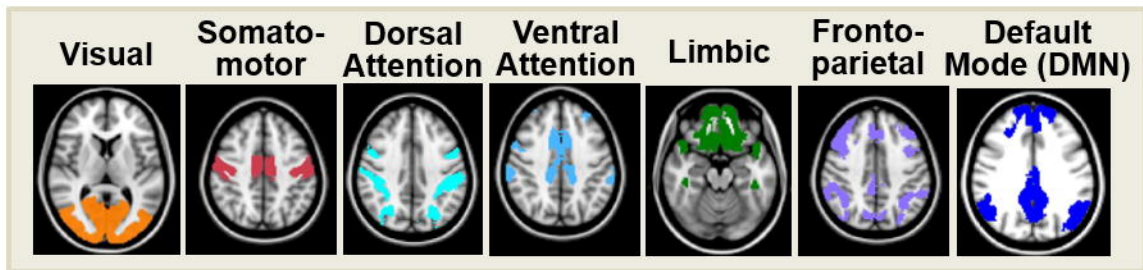 Visual
Somato-
motor
Dorsal
Attention
Ventral
Attention
Limbic
Fronto-
parietal
Default
Mode (DMN)